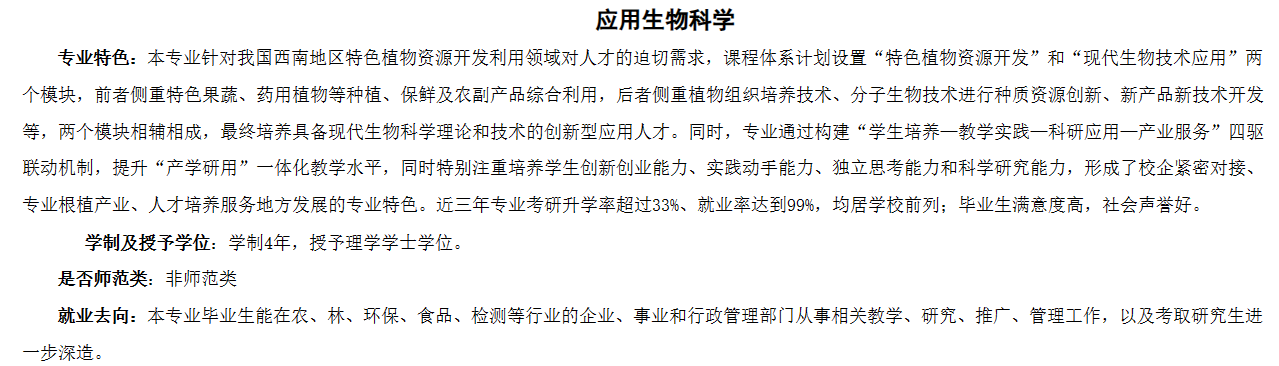 应用生物科学
专业特色：本专业针对我国西南地区特色植物资源开发利用领域对人才的迫切需求，课程体系计划设置“特色植物资源开发”和“现代生物技术应用”两
个模块，前者侧重特色果蔬、药用植物等种植、保鲜及农副产品综合利用，后者侧重植物组织培养技术、分子生物技术进行种质资源创新、新产品新技术开发
等，两个模块相辅相成，最终培养具备现代生物科学理论和技术的创新型应用人才。同时，专业通过构建“学生培养—教学实践—科研应用—产业服务”四驱
联动机制，提升“产学研用”一体化教学水平，同时特别注重培养学生创新创业能力、实践动手能力、独立思考能力和科学研究能力，形成了校企紧密对接、
专业根植产业、人才培养服务地方发展的专业特色。近三年专业考研升学率超过33%、就业率达到99%，均居学校前列；毕业生满意度高，社会声誉好。
学制及授予学位：学制4年，授予理学学士学位。
是否师范类：非师范类
就业去向：本专业毕业生能在农、林、环保、食品、检测等行业的企业、事业和行政管理部门从事相关教学、研究、推广、管理工作，以及考取研究生进
一步深造。